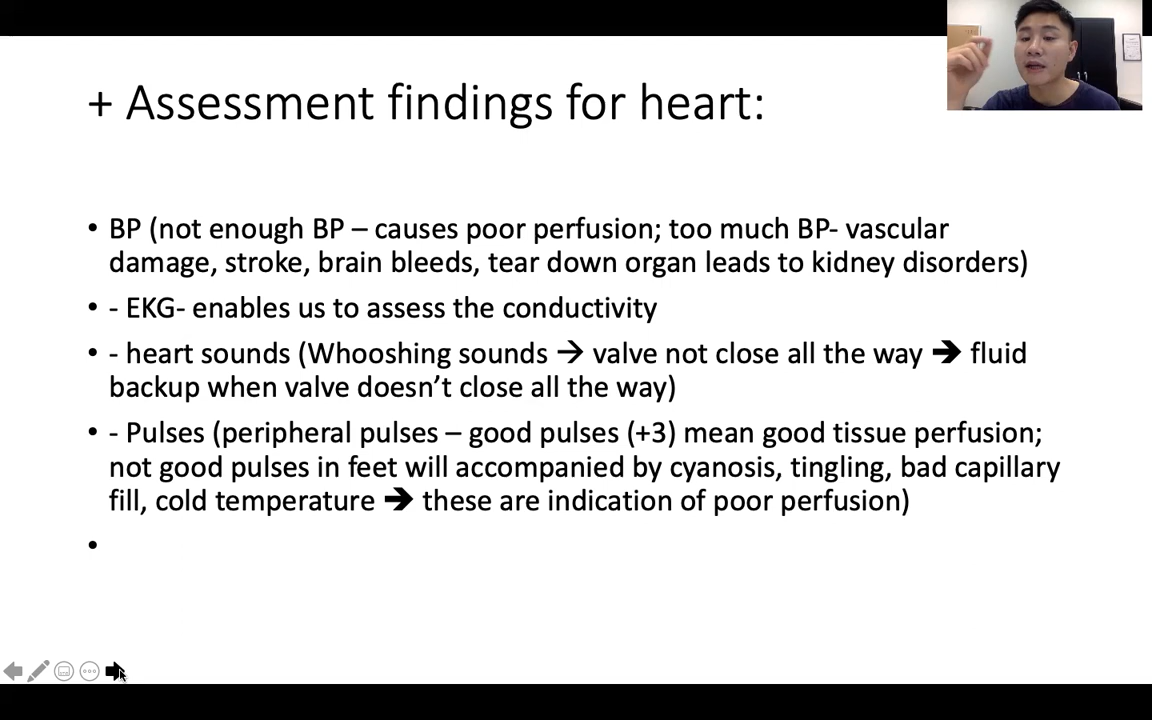 + Assessment findings for heart:
• BP (not enough BP – causes poor perfusion; too much BP- vascular
damage, stroke, brain bleeds, tear down organ leads to kidney disorders)
• - EKG- enables us to assess the conductivity
• - heart sounds (Whooshing sounds → valve not close all the way → fluid
backup when valve doesn’t close all the way)
• - Pulses (peripheral pulses – good pulses (+3) mean good tissue perfusion;
not good pulses in feet will accompanied by cyanosis, tingling, bad capillary
fill, cold temperature → these are indication of poor perfusion)
•